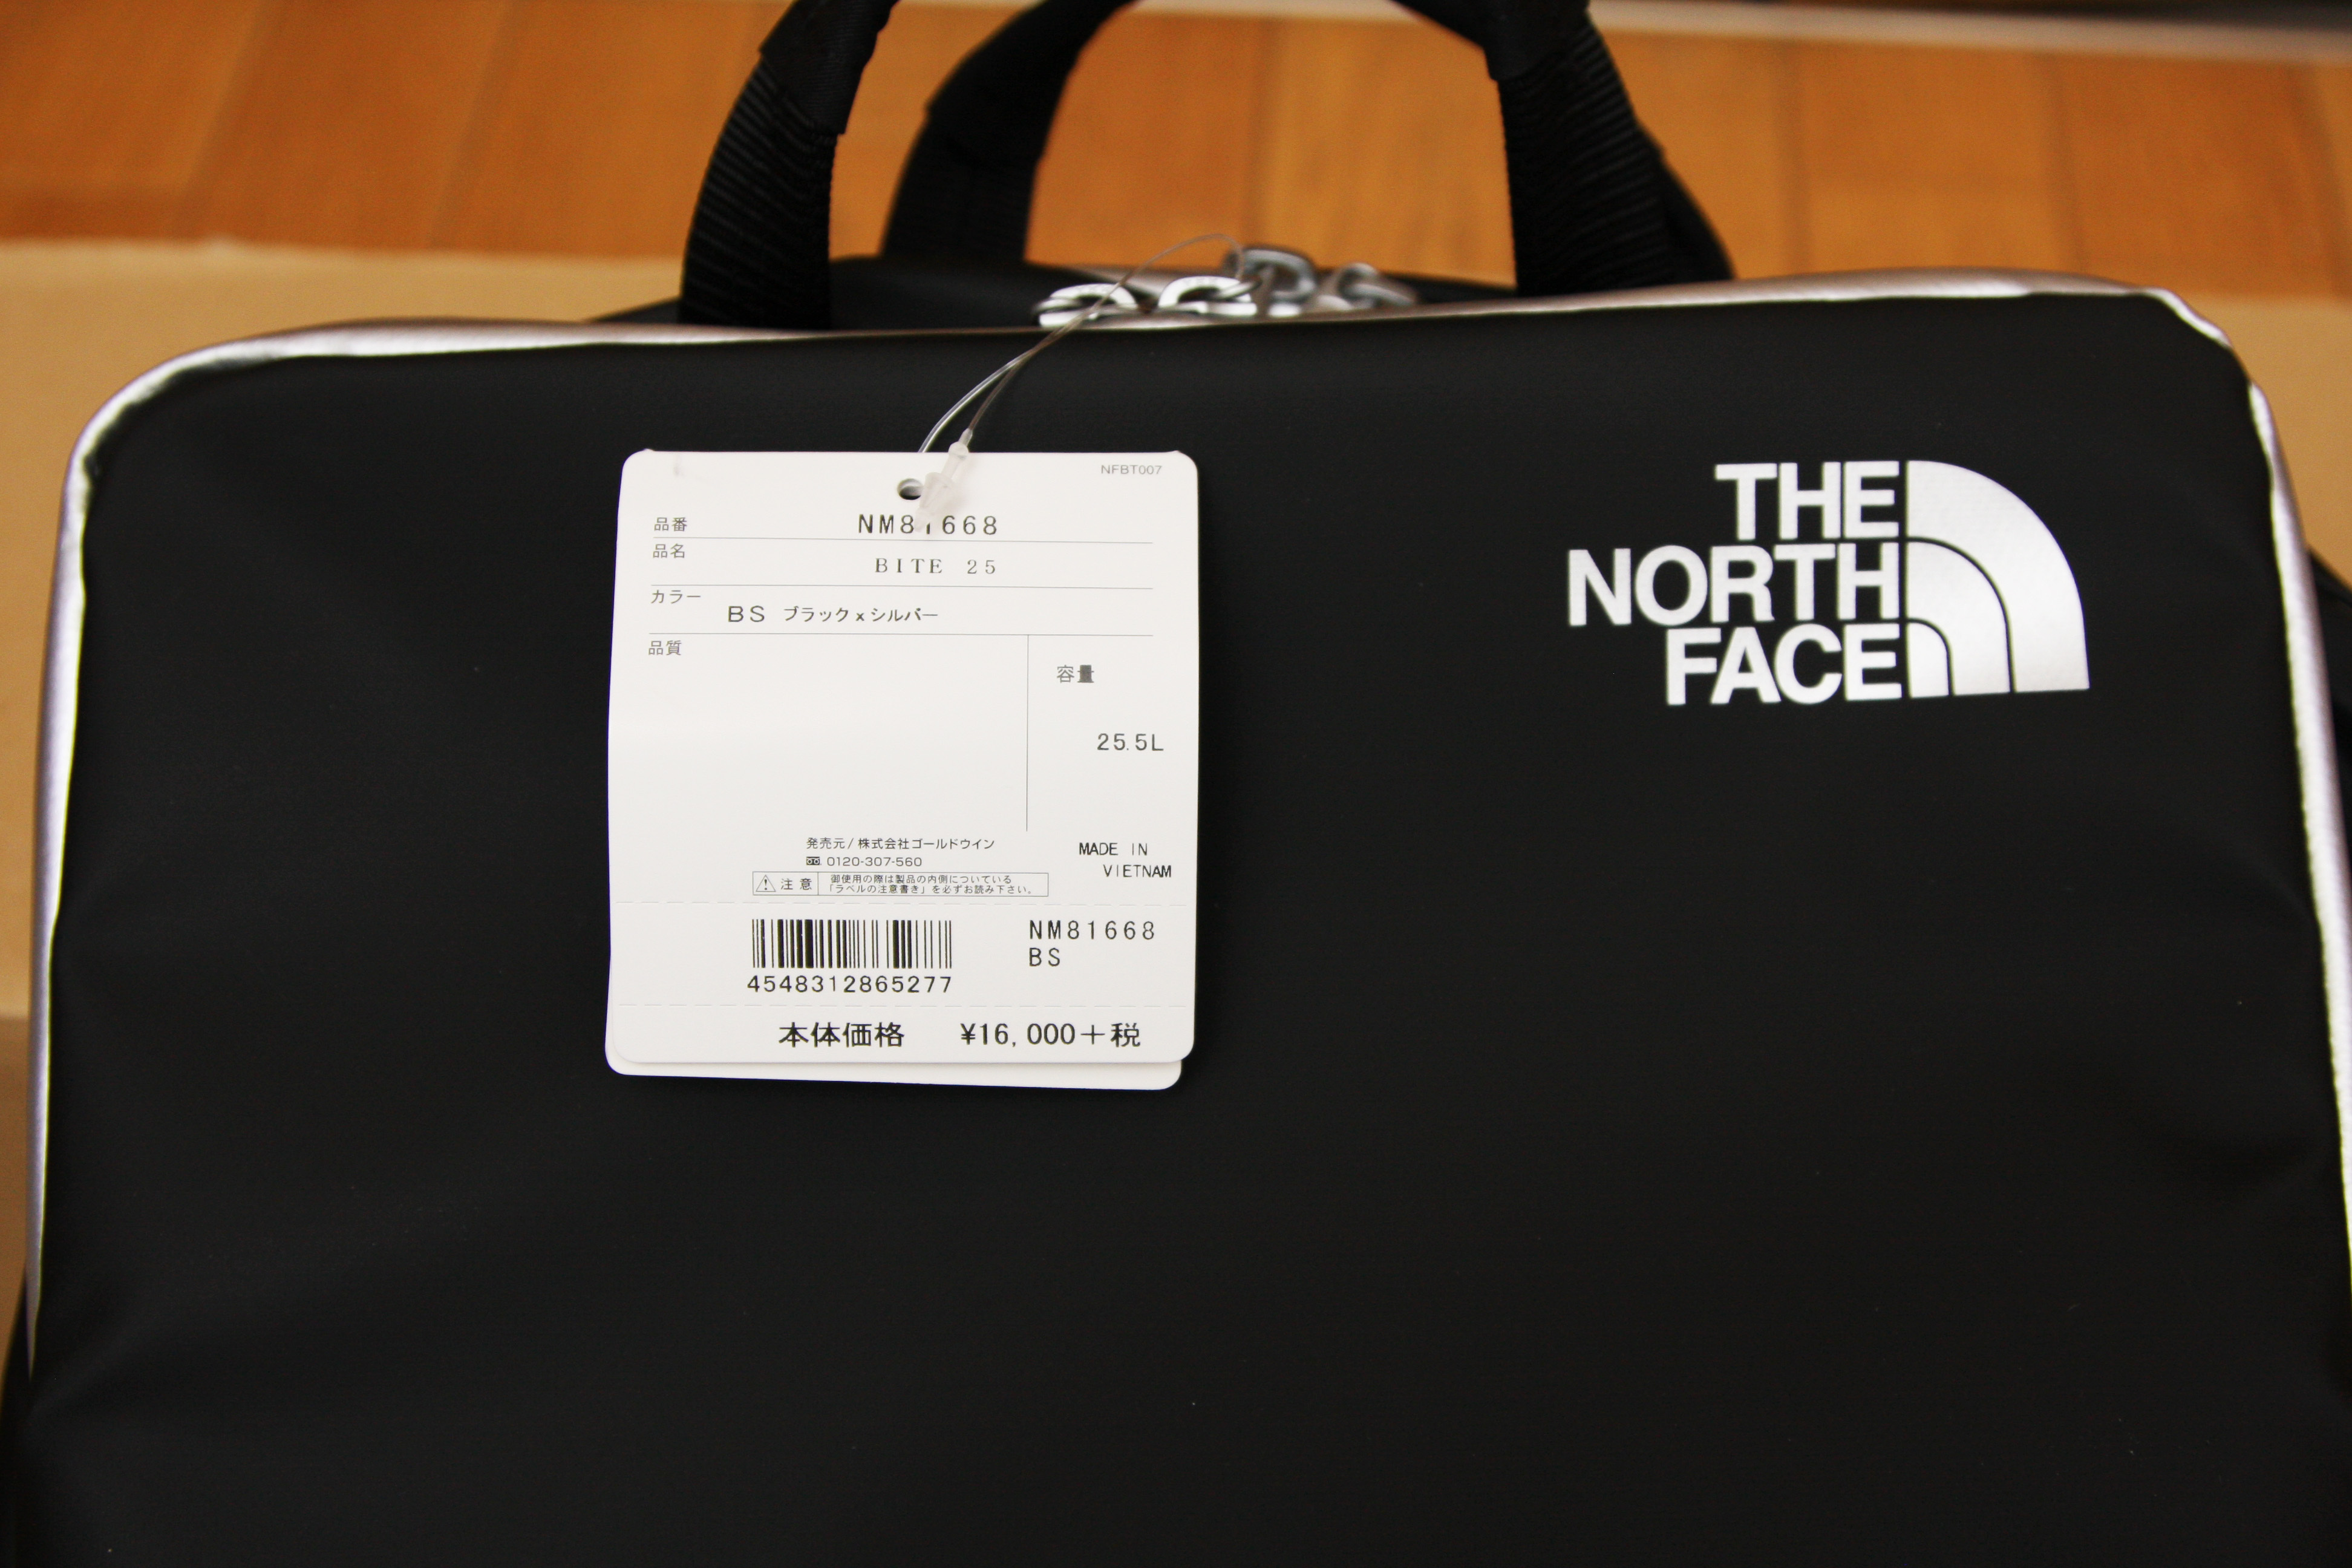 NFBT007
品番 NM81668
品名 BITE 25
カラー
BS ブラック×シルバー
品質
容量
25.5L
発売元/株式会社ゴールドウイン
0120-307-560
MADE IN
VIETNAM
注意
御使用の際は製品の内側についている
「ラベルの注意書き」を必ずお読み下さい。
NM81668
BS
4548312865277
本体価格 ¥16,000+税
THE
NORTH
FACE